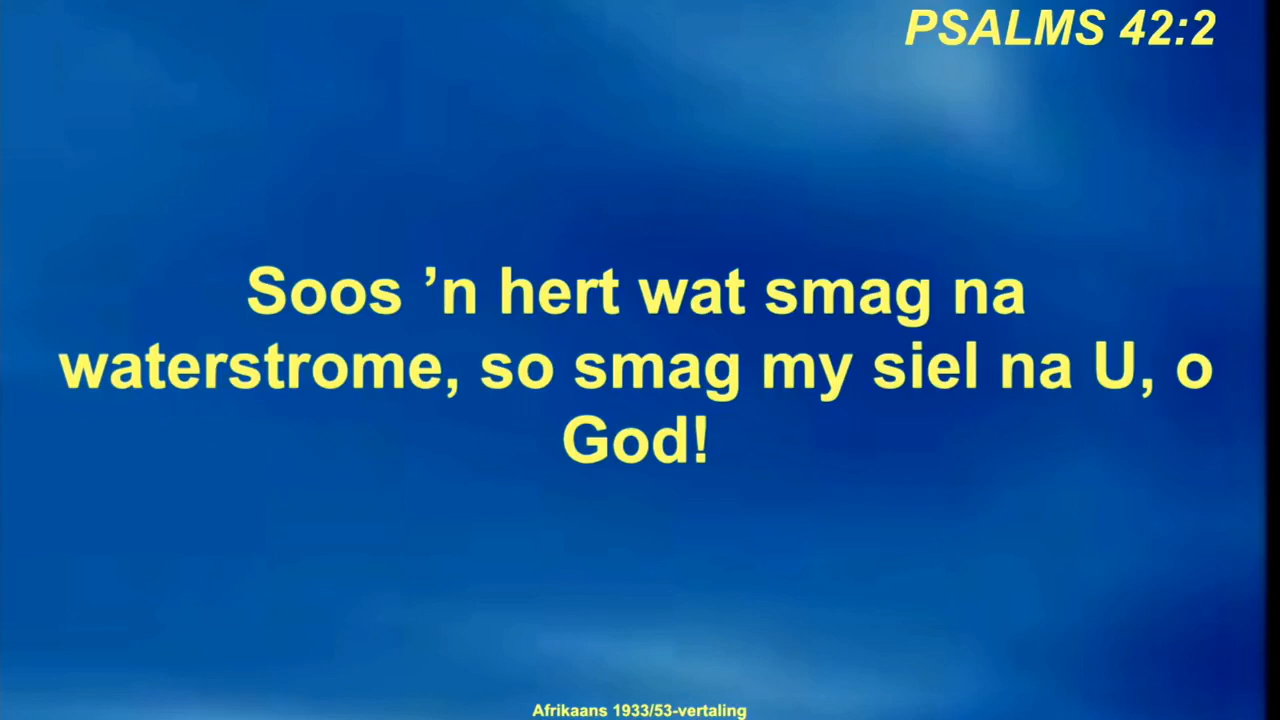 PSALMS 42:2
Soos ’n hert wat smag na
waterstrome, so smag my siel na U, o
God!
Afrikaans 1933/53-vertaling